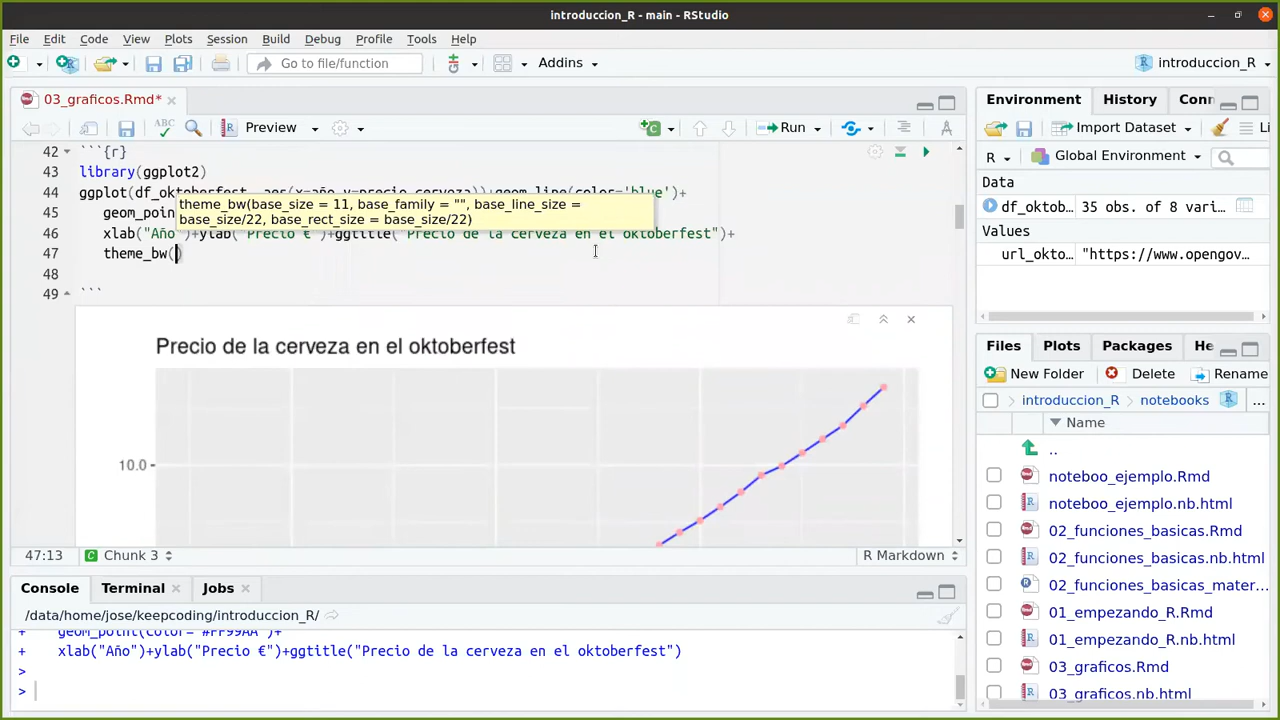 introduccion_R - main - RStudio
File Edit Code View Plots Session Build Debug Profile Tools Help
Go to file/function Addins introduccion_R
03_graficos.Rmd*
ABC Preview Run
42 ```{r}
43 library(ggplot2)
44 ggplot(df_oktoberfest, aes(x=año,y=precio_cerveza))+geom_line(color='blue')+
45 geom_poin
theme_bw(base_size = 11, base_family = "", base_line_size =
base_size/22, base_rect_size = base_size/22)
46 xlab("Año")+ylab("Precio €")+ggtitle("Precio de la cerveza en el oktoberfest")+
47 theme_bw()
48
49 ```
Precio de la cerveza en el oktoberfest
10.0
47:13 C Chunk 3 R Markdown
Console Terminal Jobs
/data/home/jose/keepcoding/introduccion_R/
+ geom_point(color="#FF99AA")+
+ xlab("Año")+ylab("Precio €")+ggtitle("Precio de la cerveza en el oktoberfest")
>
>
Environment History Conn
Import Dataset Li
R Global Environment
Data
df_oktob… 35 obs. of 8 vari…
Values
url_okto… "https://www.opengov…
Files Plots Packages He
New Folder Delete Rename
introduccion_R notebooks ...
Name
..
noteboo_ejemplo.Rmd
noteboo_ejemplo.nb.html
02_funciones_basicas.Rmd
02_funciones_basicas.nb.html
02_funciones_basicas_mater…
01_empezando_R.Rmd
01_empezando_R.nb.html
03_graficos.Rmd
03_graficos.nb.html